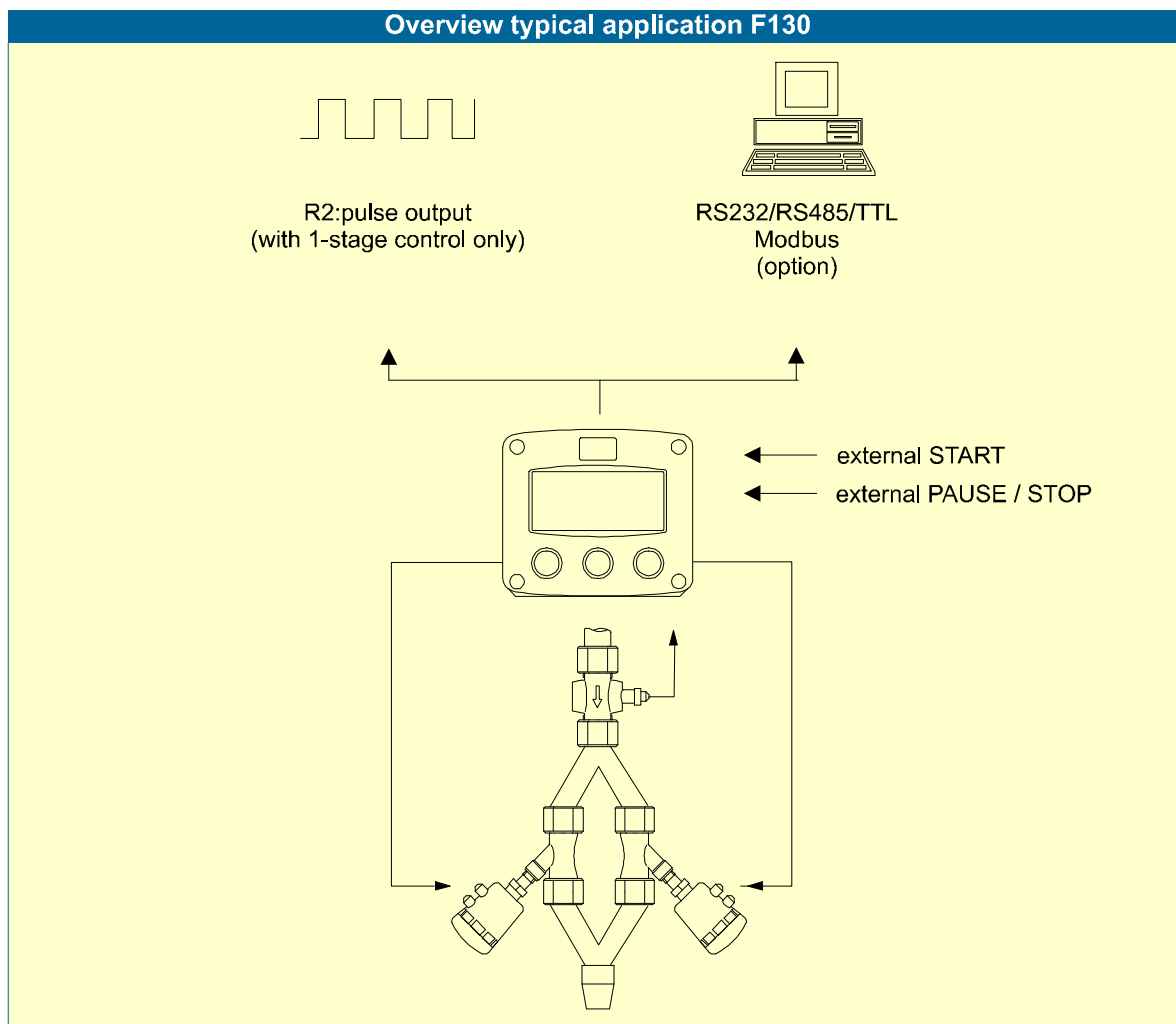 Overview typical application F130
R2:pulse output
(with 1-stage control only)
RS232/RS485/TTL
Modbus
(option)
external START
external PAUSE / STOP